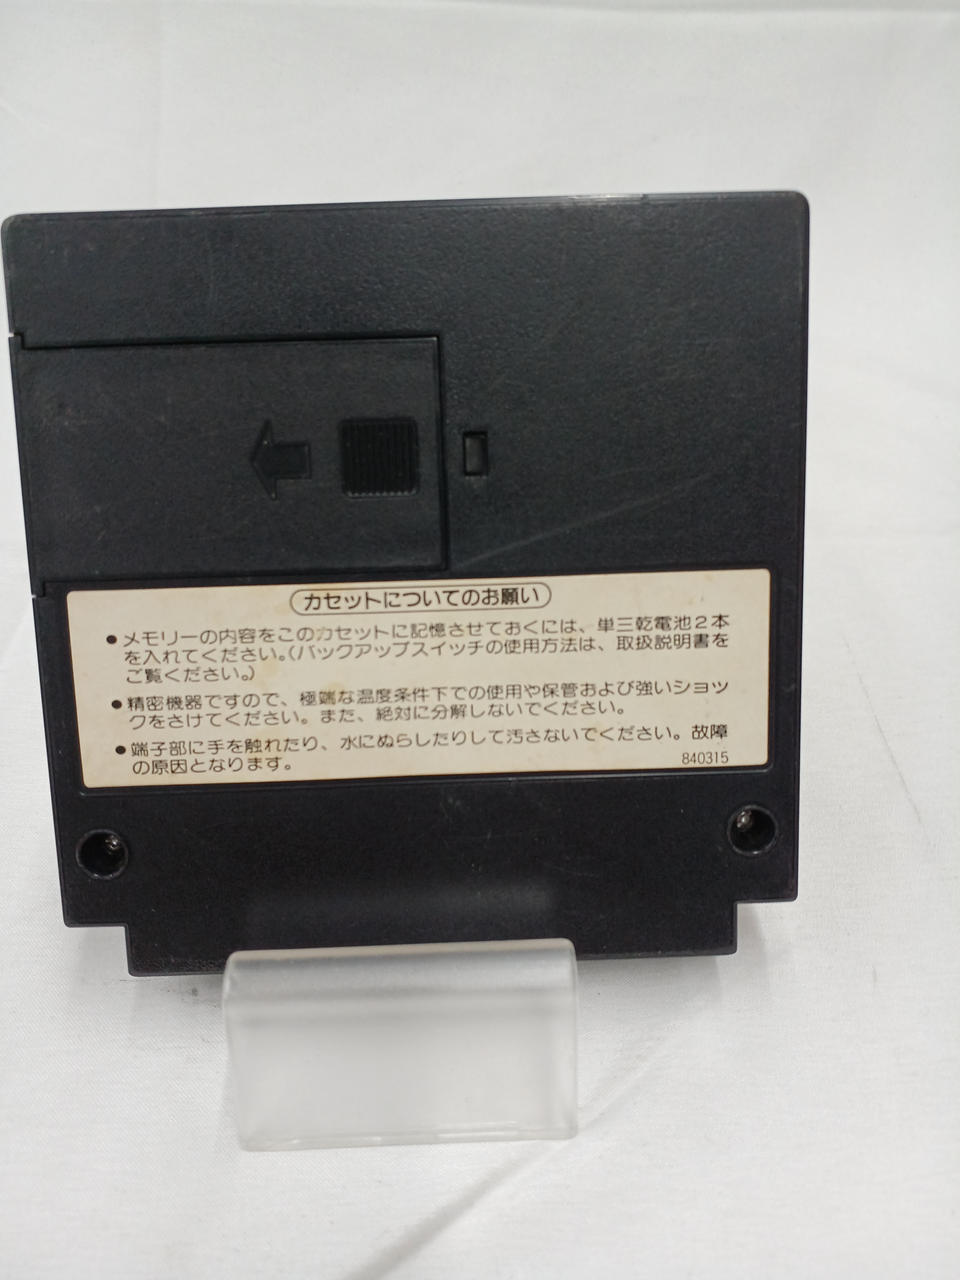 カセットについてのお願い
●メモリーの内容をこのカセットに記憶させておくには、単三乾電池2本
を入れてください。(バックアップスイッチの使用方法は、取扱説明書を
ご覧ください。)
●精密機器ですので、極端な温度条件下での使用や保管および強いショッ
クをさけてください。また、絶対に分解しないでください。
●端子部に手を触れたり、水にぬらしたりして汚さないでください。故障
の原因となります。
840315